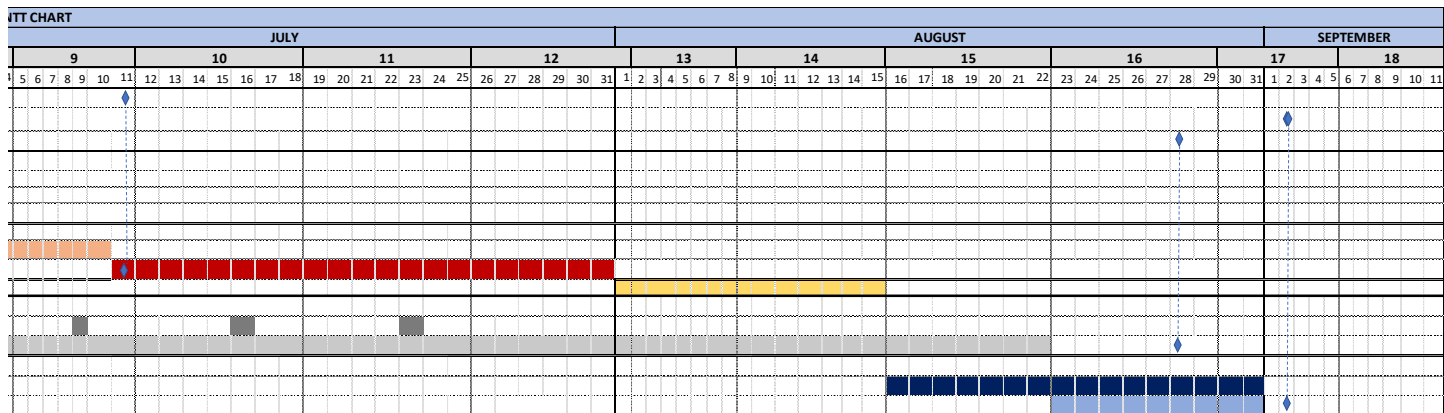 NTT CHART
JULY AUGUST SEPTEMBER
9 10 11 12 13 14 15 16 17 18
4 5 6 7 8 9 10 11 12 13 14 15 16 17 18 19 20 21 22 23 24 25 26 27 28 29 30 31 1 2 3 4 5 6 7 8 9 10 11 12 13 14 15 16 17 18 19 20 21 22 23 24 25 26 27 28 29 30 31 1 2 3 4 5 6 7 8 9 10 11